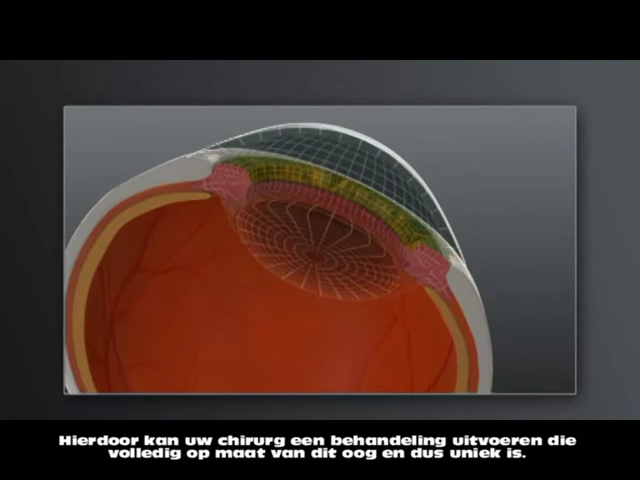 Hierdoor kan uw chirurg een behandeling uitvoeren die
volledig op maat van dit oog en dus uniek is.